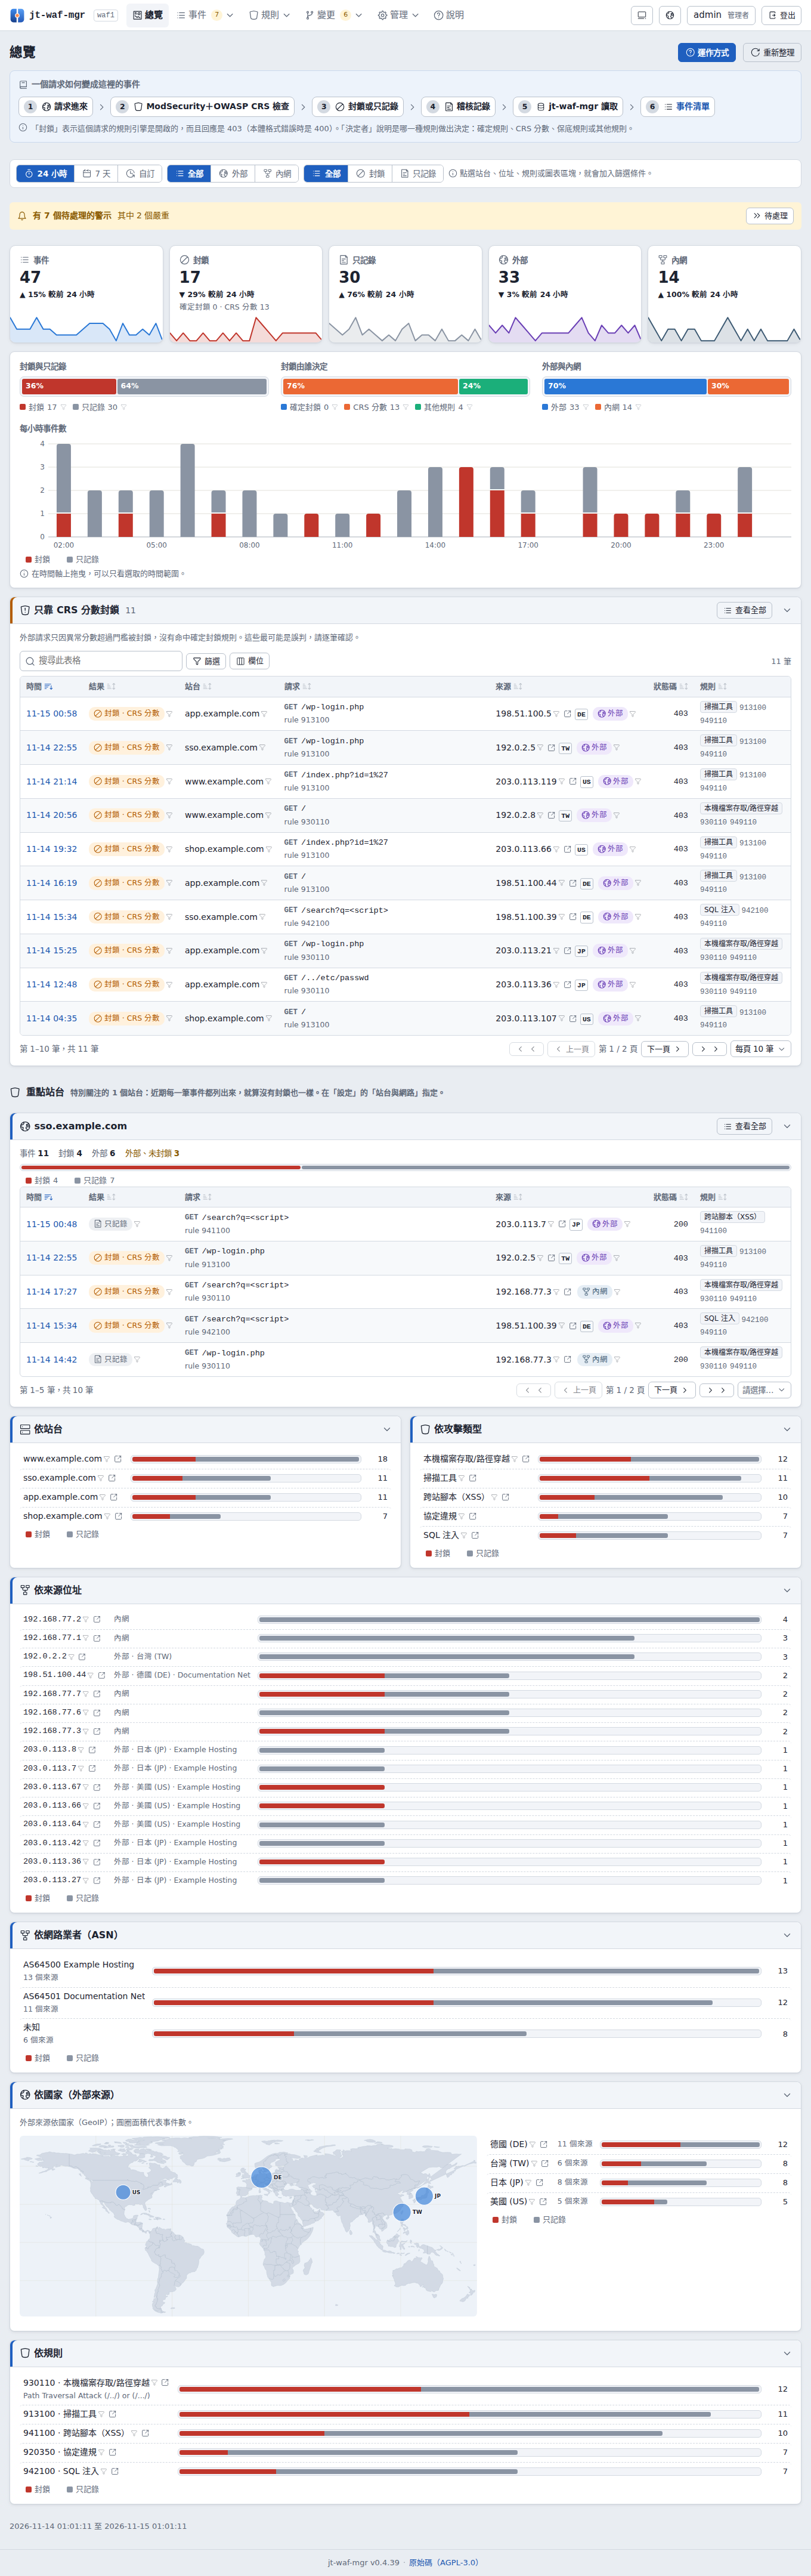 jt-waf-mgr waf1 總覽 事件 7 規則 變更 6 管理 說明 admin 管理者 登出
總覽 運作方式 重新整理
一個請求如何變成這裡的事件
1 請求進來 2 ModSecurity+OWASP CRS 檢查 3 封鎖或只記錄 4 稽核記錄 5 jt-waf-mgr 讀取 6 事件清單
「封鎖」表示這個請求的規則引擎是開啟的，而且回應是 403（本體格式錯誤時是 400）。「決定者」說明是哪一種規則做出決定：確定規則、CRS 分數、保底規則或其他規則。
24 小時 7 天 自訂 全部 外部 內網 全部 封鎖 只記錄 點選站台、位址、規則或圖表區塊，就會加入篩選條件。
有 7 個待處理的警示 其中 2 個嚴重 待處理
事件 封鎖 只記錄 外部 內網
47 17 30 33 14
▲ 15% 較前 24 小時 ▼ 29% 較前 24 小時 ▲ 76% 較前 24 小時 ▼ 3% 較前 24 小時 ▲ 100% 較前 24 小時
確定封鎖 0 · CRS 分數 13
封鎖與只記錄 封鎖由誰決定 外部與內網
36% 64% 76% 24% 70% 30%
封鎖 17 只記錄 30 確定封鎖 0 CRS 分數 13 其他規則 4 外部 33 內網 14
每小時事件數
4
3
2
1
0
02:00 05:00 08:00 11:00 14:00 17:00 20:00 23:00
封鎖 只記錄
在時間軸上拖曳，可以只看選取的時間範圍。
只靠 CRS 分數封鎖 11 查看全部
外部請求只因異常分數超過門檻被封鎖，沒有命中確定封鎖規則。這些最可能是誤判，請逐筆確認。
搜尋此表格 篩選 欄位 11 筆
時間 結果 站台 請求 來源 狀態碼 規則
11-15 00:58 封鎖 · CRS 分數 app.example.com GET /wp-login.php rule 913100 198.51.100.5 DE 外部 403 掃描工具 913100 949110
11-14 22:55 封鎖 · CRS 分數 sso.example.com GET /wp-login.php rule 913100 192.0.2.5 TW 外部 403 掃描工具 913100 949110
11-14 21:14 封鎖 · CRS 分數 www.example.com GET /index.php?id=1%27 rule 913100 203.0.113.119 US 外部 403 掃描工具 913100 949110
11-14 20:56 封鎖 · CRS 分數 www.example.com GET / rule 930110 192.0.2.8 TW 外部 403 本機檔案存取/路徑穿越 930110 949110
11-14 19:32 封鎖 · CRS 分數 shop.example.com GET /index.php?id=1%27 rule 913100 203.0.113.66 US 外部 403 掃描工具 913100 949110
11-14 16:19 封鎖 · CRS 分數 app.example.com GET / rule 913100 198.51.100.44 DE 外部 403 掃描工具 913100 949110
11-14 15:34 封鎖 · CRS 分數 sso.example.com GET /search?q=<script> rule 942100 198.51.100.39 DE 外部 403 SQL 注入 942100 949110
11-14 15:25 封鎖 · CRS 分數 app.example.com GET /wp-login.php rule 930110 203.0.113.21 JP 外部 403 本機檔案存取/路徑穿越 930110 949110
11-14 12:48 封鎖 · CRS 分數 app.example.com GET /../etc/passwd rule 930110 203.0.113.36 JP 外部 403 本機檔案存取/路徑穿越 930110 949110
11-14 04:35 封鎖 · CRS 分數 shop.example.com GET / rule 913100 203.0.113.107 US 外部 403 掃描工具 913100 949110
第 1–10 筆，共 11 筆 上一頁 第 1 / 2 頁 下一頁 每頁 10 筆
重點站台 特別關注的 1 個站台：近期每一筆事件都列出來，就算沒有封鎖也一樣。在「設定」的「站台與網路」指定。
sso.example.com 查看全部
事件 11 封鎖 4 外部 6 外部、未封鎖 3
封鎖 4 只記錄 7
時間 結果 請求 來源 狀態碼 規則
11-15 00:48 只記錄 GET /search?q=<script> rule 941100 203.0.113.7 JP 外部 200 跨站腳本（XSS） 941100
11-14 22:55 封鎖 · CRS 分數 GET /wp-login.php rule 913100 192.0.2.5 TW 外部 403 掃描工具 913100 949110
11-14 17:27 封鎖 · CRS 分數 GET /search?q=<script> rule 930110 192.168.77.3 內網 403 本機檔案存取/路徑穿越 930110 949110
11-14 15:34 封鎖 · CRS 分數 GET /search?q=<script> rule 942100 198.51.100.39 DE 外部 403 SQL 注入 942100 949110
11-14 14:42 只記錄 GET /wp-login.php rule 930110 192.168.77.3 內網 200 本機檔案存取/路徑穿越 930110 949110
第 1–5 筆，共 10 筆 上一頁 第 1 / 2 頁 下一頁 請選擇…
依站台
www.example.com 18
sso.example.com 11
app.example.com 11
shop.example.com 7
封鎖 只記錄
依攻擊類型
本機檔案存取/路徑穿越 12
掃描工具 11
跨站腳本（XSS） 10
協定違規 7
SQL 注入 7
封鎖 只記錄
依來源位址
192.168.77.2 內網 4
192.168.77.1 內網 3
192.0.2.2 外部 · 台灣 (TW) 3
198.51.100.44 外部 · 德國 (DE) · Documentation Net 2
192.168.77.7 內網 2
192.168.77.6 內網 2
192.168.77.3 內網 2
203.0.113.8 外部 · 日本 (JP) · Example Hosting 1
203.0.113.7 外部 · 日本 (JP) · Example Hosting 1
203.0.113.67 外部 · 美國 (US) · Example Hosting 1
203.0.113.66 外部 · 美國 (US) · Example Hosting 1
203.0.113.64 外部 · 美國 (US) · Example Hosting 1
203.0.113.42 外部 · 日本 (JP) · Example Hosting 1
203.0.113.36 外部 · 日本 (JP) · Example Hosting 1
203.0.113.27 外部 · 日本 (JP) · Example Hosting 1
封鎖 只記錄
依網路業者（ASN）
AS64500 Example Hosting 13
13 個來源
AS64501 Documentation Net 12
11 個來源
未知 8
6 個來源
封鎖 只記錄
依國家（外部來源）
外部來源依國家（GeoIP）；圓圈面積代表事件數。
US DE JP TW
德國 (DE) 11 個來源 12
台灣 (TW) 6 個來源 8
日本 (JP) 8 個來源 8
美國 (US) 5 個來源 5
封鎖 只記錄
依規則
930110 · 本機檔案存取/路徑穿越 12
Path Traversal Attack (/../) or (/.../)
913100 · 掃描工具 11
941100 · 跨站腳本（XSS） 10
920350 · 協定違規 7
942100 · SQL 注入 7
封鎖 只記錄
2026-11-14 01:01:11 至 2026-11-15 01:01:11
jt-waf-mgr v0.4.39 · 原始碼（AGPL-3.0）